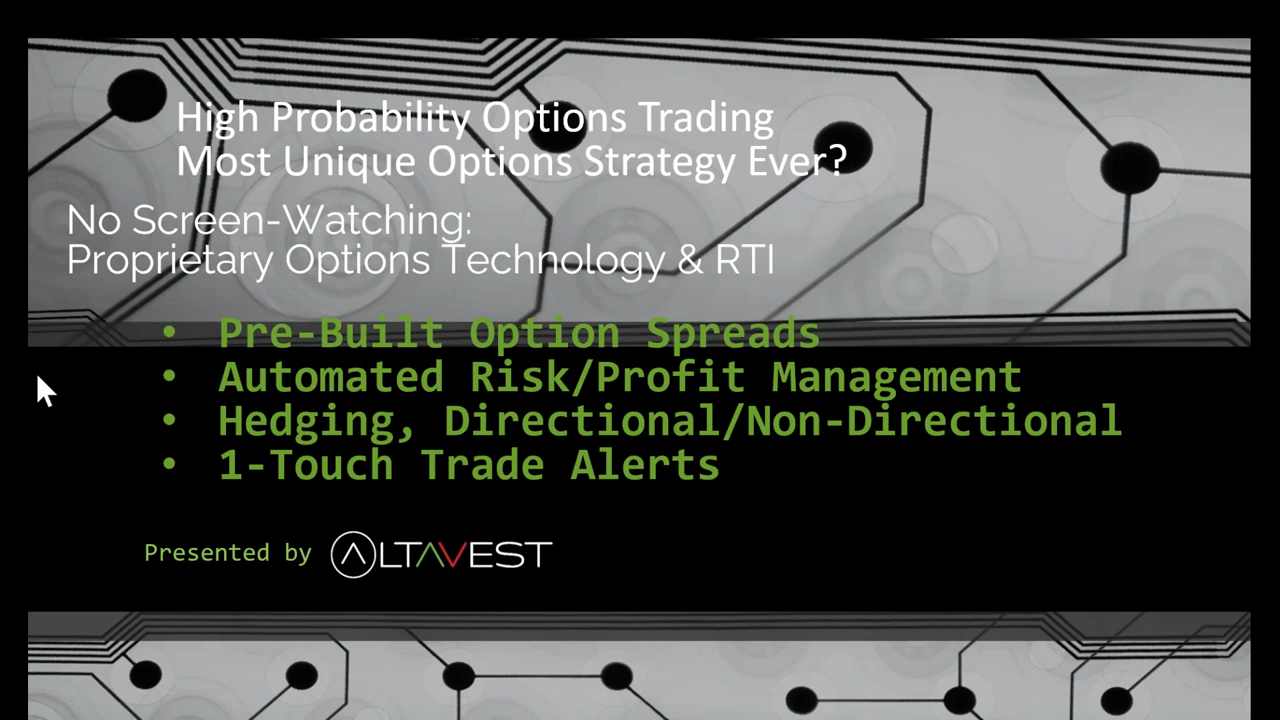 High Probability Options Trading
Most Unique Options Strategy Ever?
No Screen-Watching:
Proprietary Options Technology & RTI
• Pre-Built Option Spreads
• Automated Risk/Profit Management
• Hedging, Directional/Non-Directional
• 1-Touch Trade Alerts
Presented by ALTAVEST